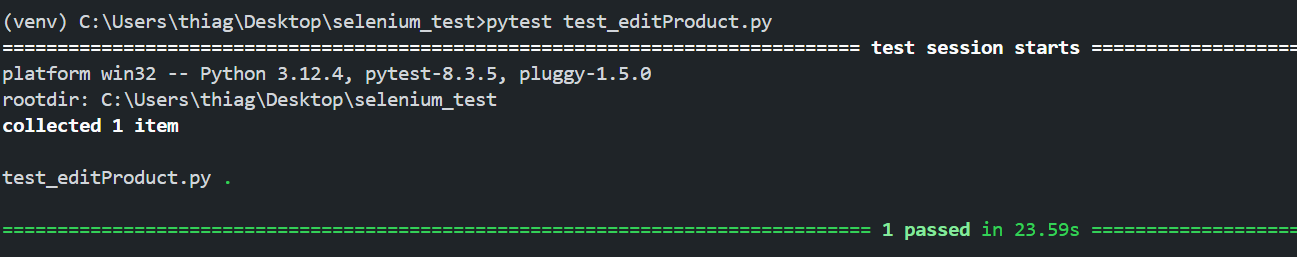 (venv) C:\Users\thiag\Desktop\selenium_test>pytest test_editProduct.py
============================================================================== test session starts ===================
platform win32 -- Python 3.12.4, pytest-8.3.5, pluggy-1.5.0
rootdir: C:\Users\thiag\Desktop\selenium_test
collected 1 item
test_editProduct.py .
=============================================================================== 1 passed in 23.59s ===================